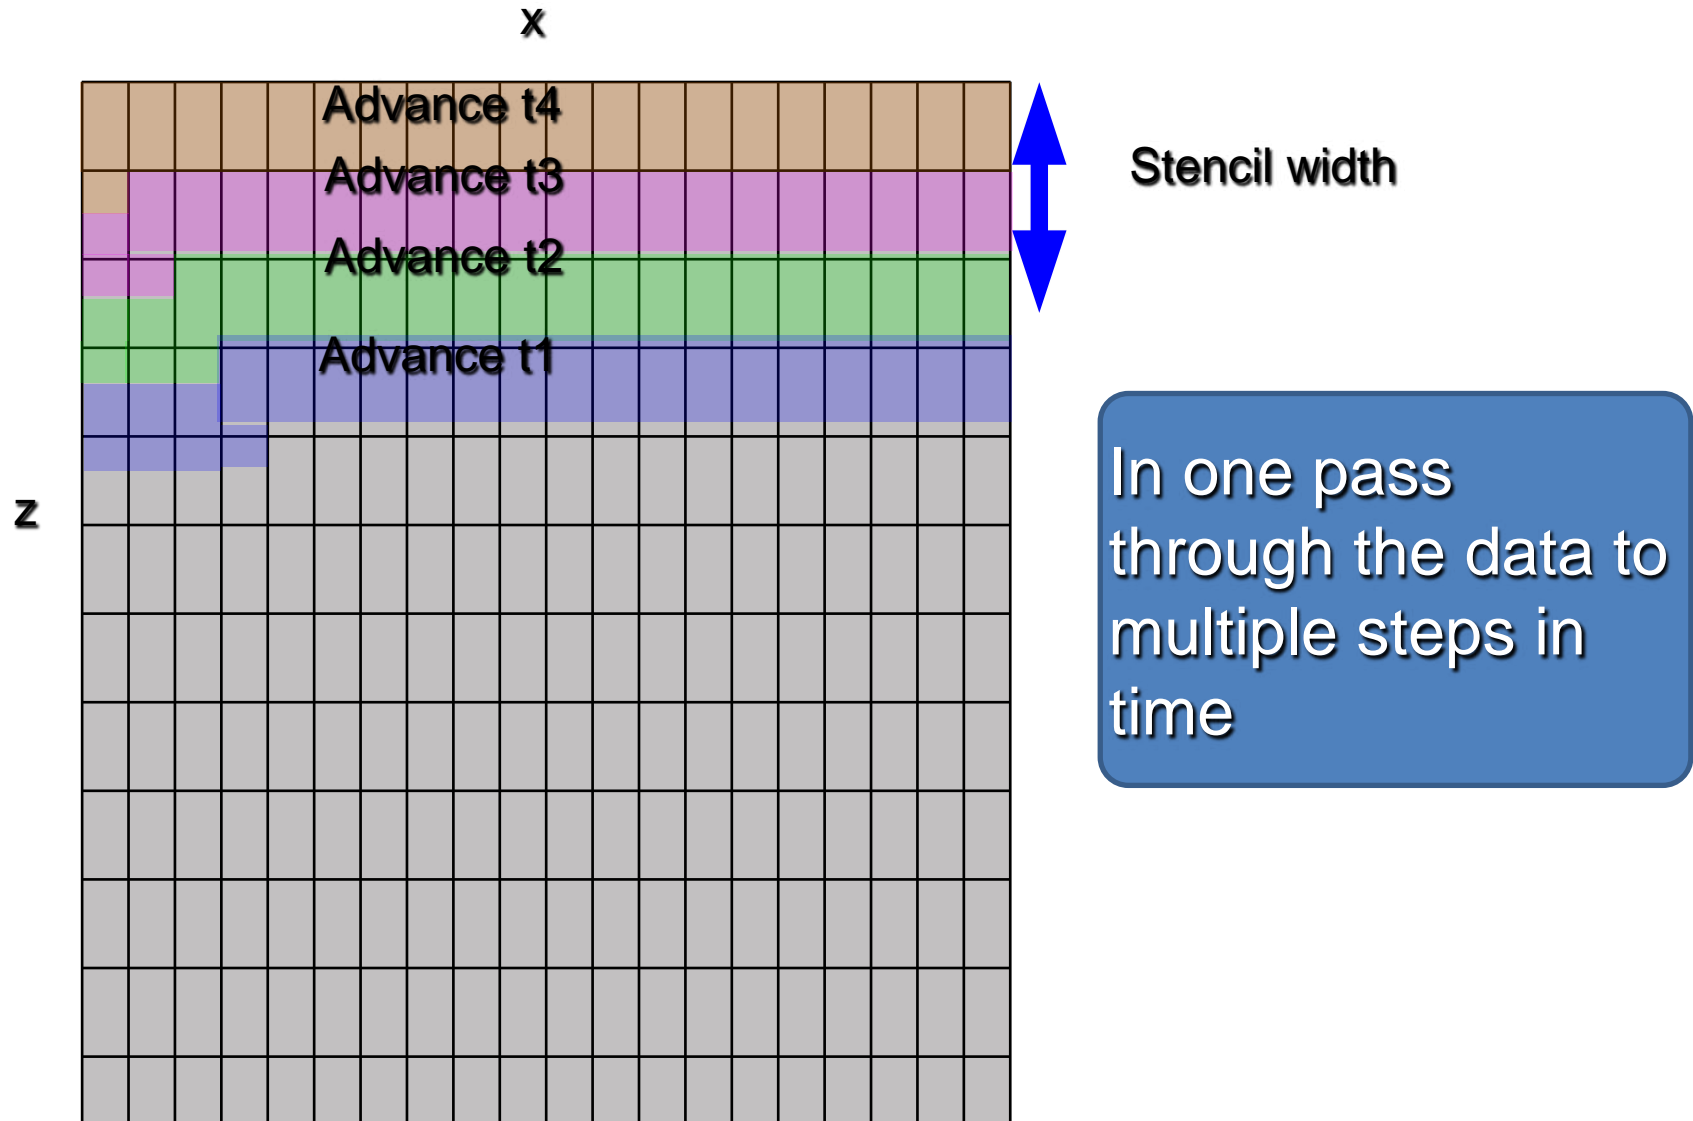 x
Advance t4
Advance t3
Stencil width
Advance t2
Advance t1
z
In one pass
through the data to
multiple steps in
time